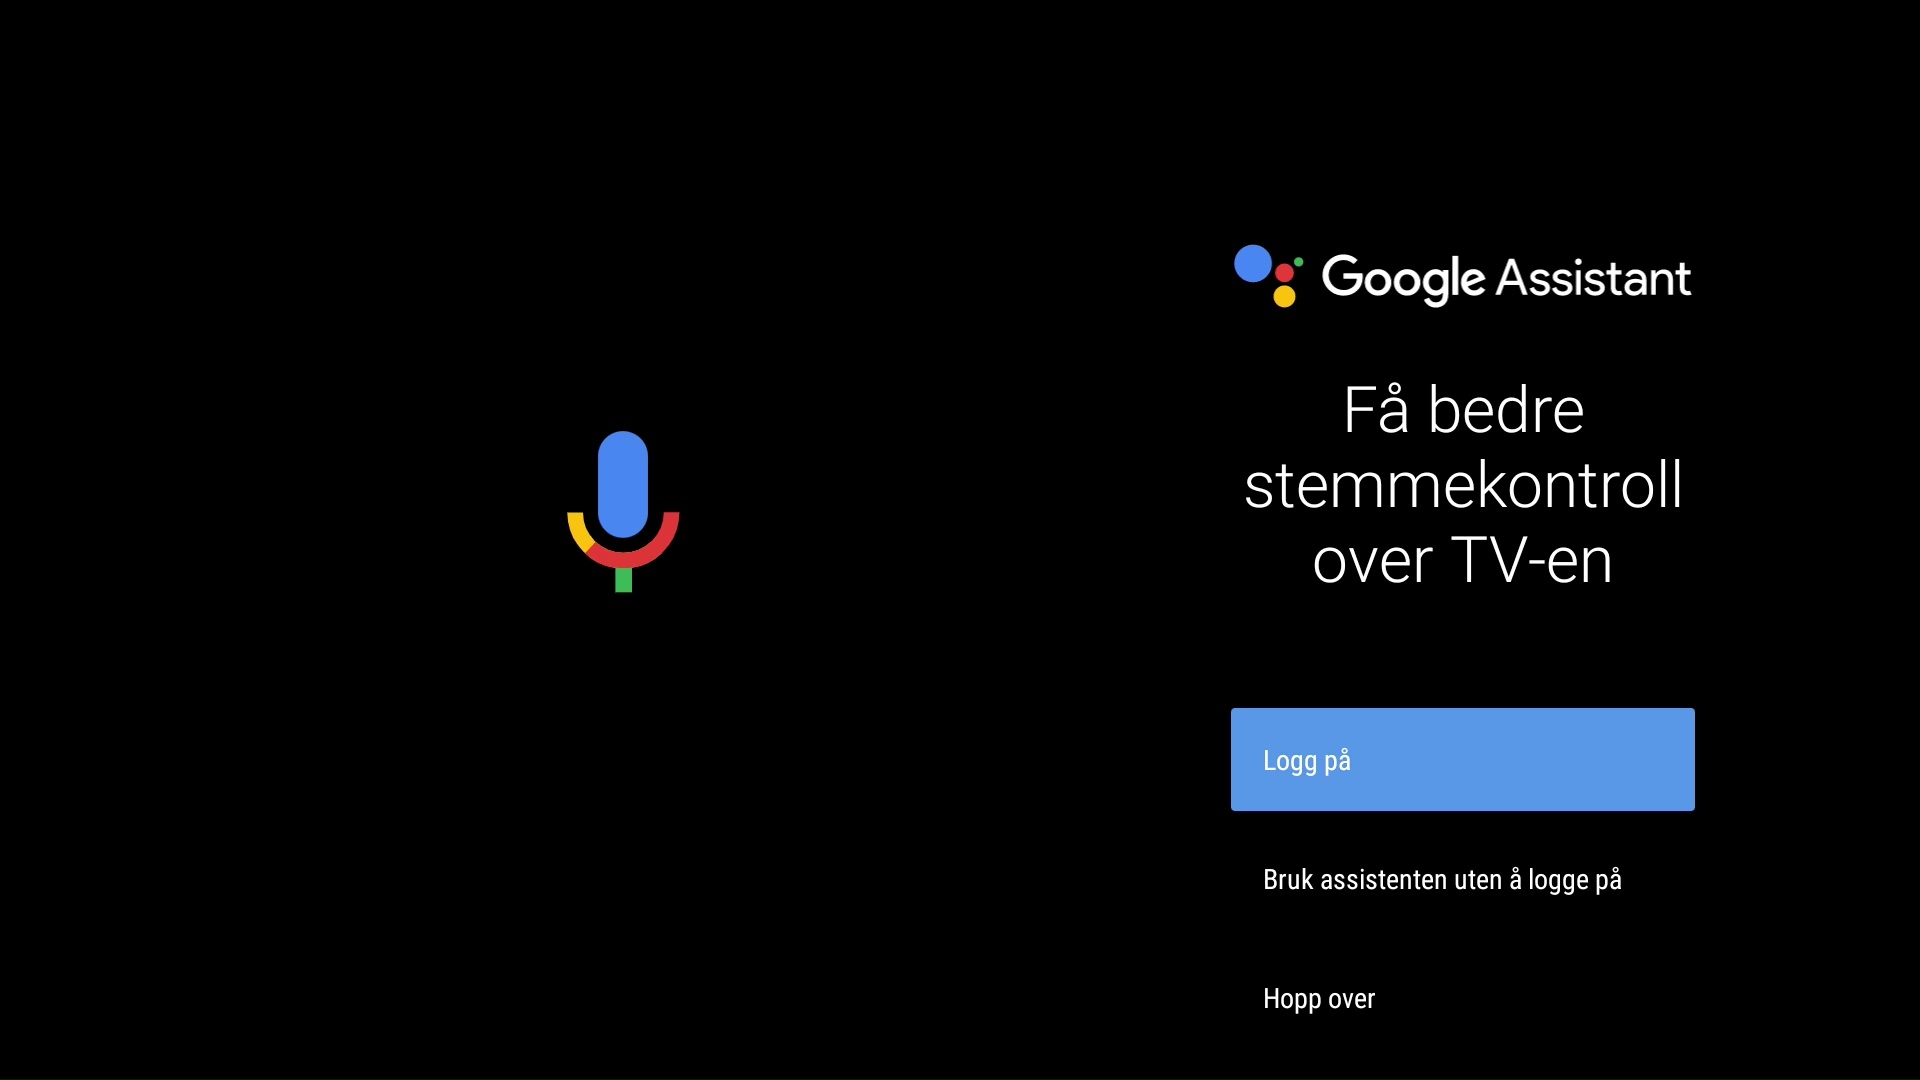 Google Assistant
Få bedre
stemmekontroll
over TV-en
Logg på
Bruk assistenten uten å logge på
Hopp over